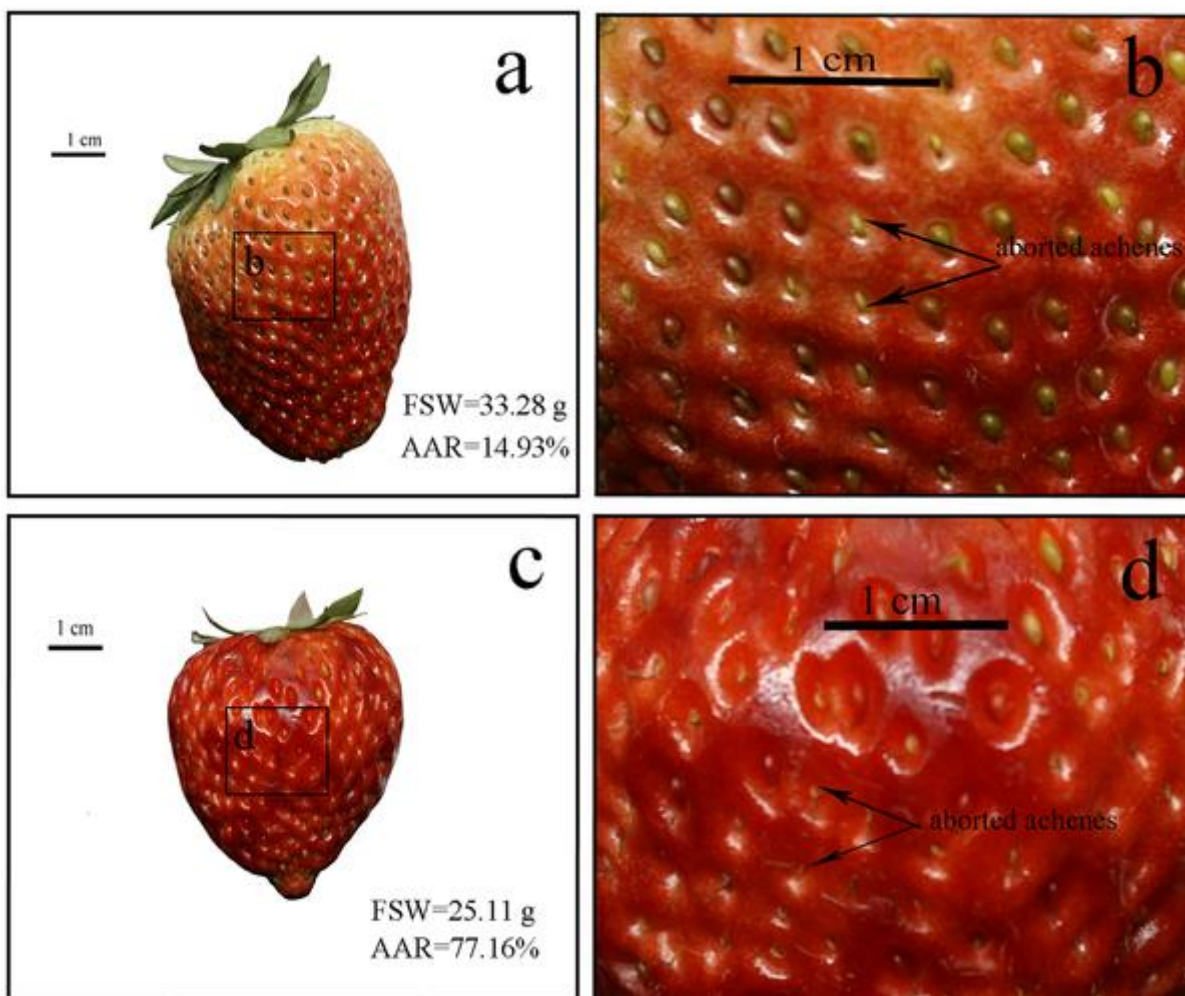 a
1 cm
b
FSW=33.28 g
AAR=14.93%
b
1 cm
aborted achenes
c
1 cm
d
FSW=25.11 g
AAR=77.16%
d
1 cm
aborted achenes